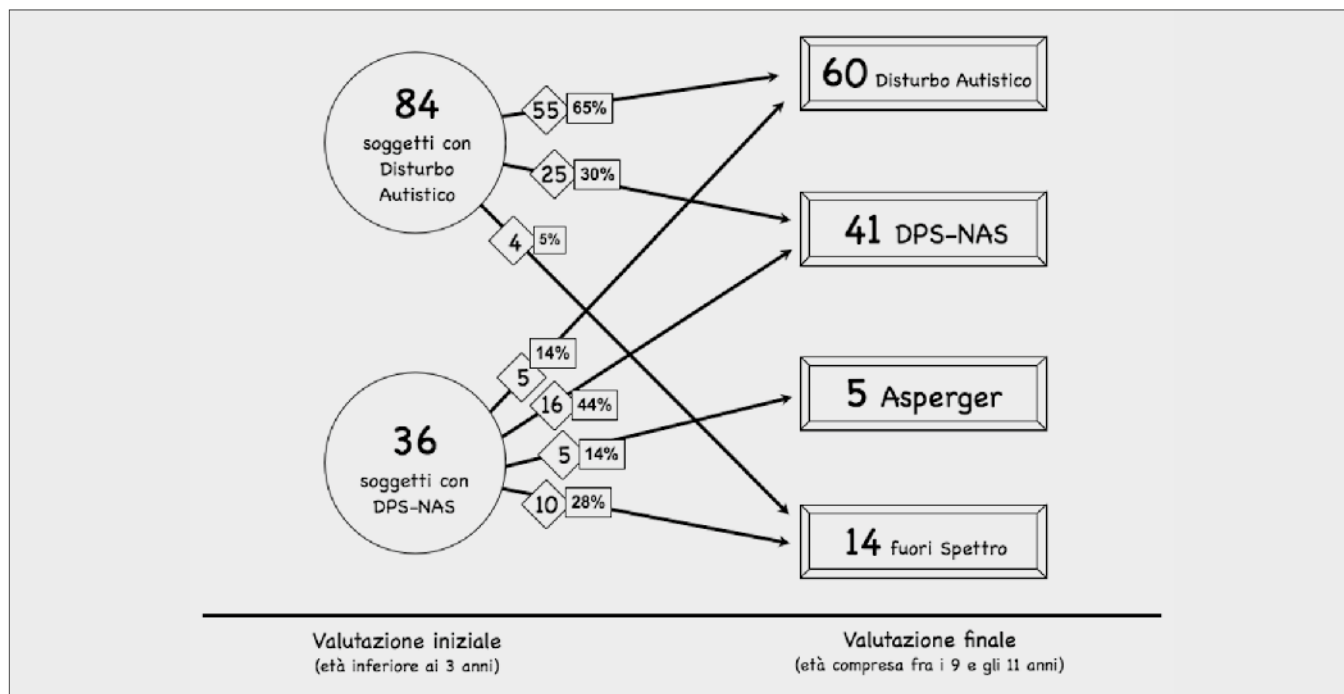 84
soggetti con
Disturbo
Autistico
55 65%
25 30%
4 5%
36
soggetti con
DPS-NAS
5 14%
16 44%
5 14%
10 28%
60 Disturbo Autistico
41 DPS-NAS
5 Asperger
14 fuori Spettro
Valutazione iniziale
(età inferiore ai 3 anni)
Valutazione finale
(età compresa fra i 9 e gli 11 anni)